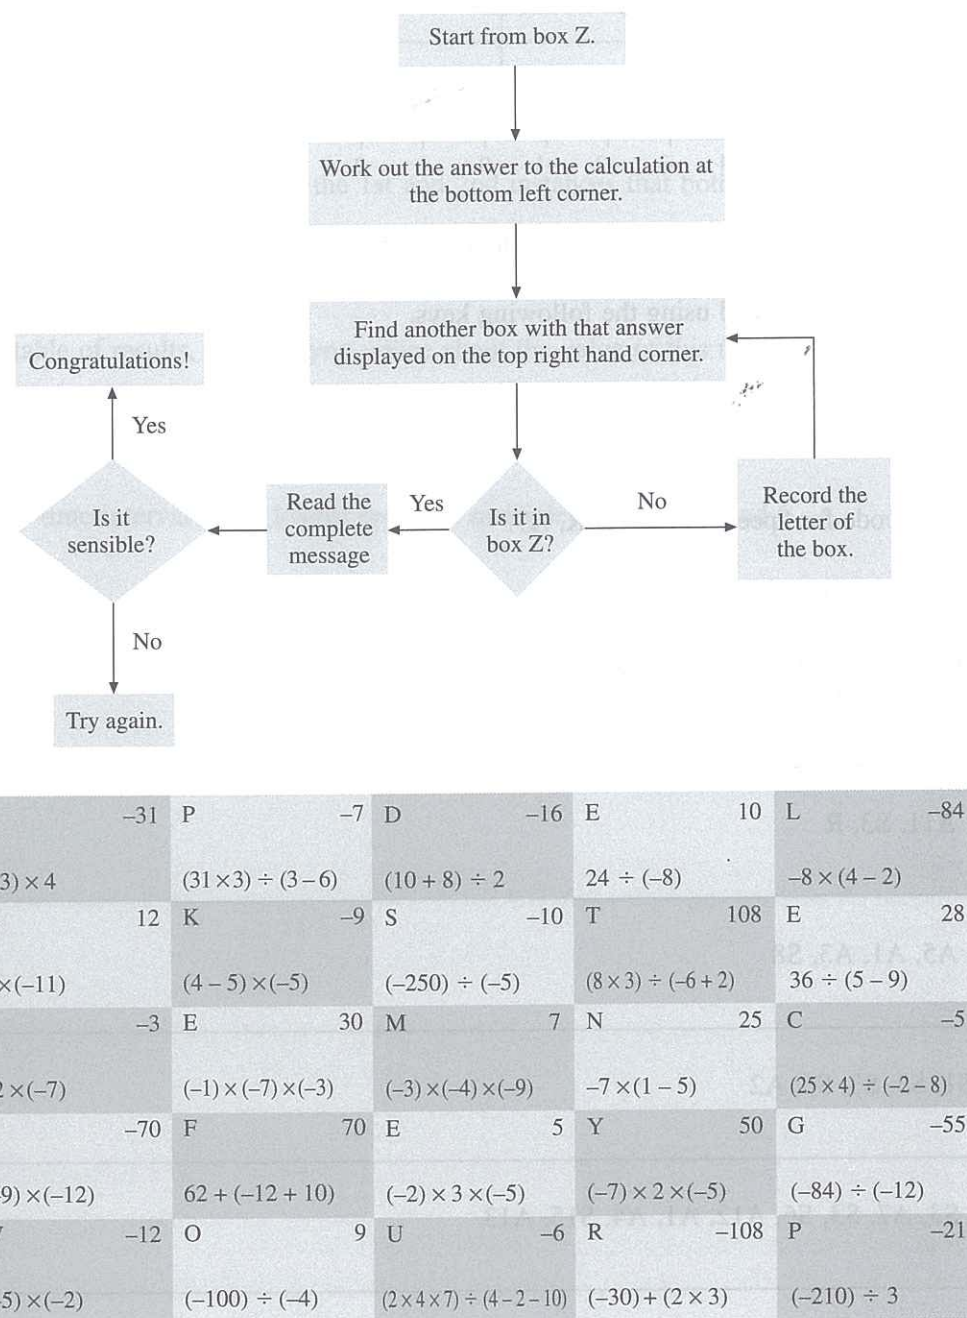 Start from box Z.
Work out the answer to the calculation at
the bottom left corner.
Find another box with that answer
displayed on the top right hand corner.
Congratulations!
Yes
Is it
sensible?
Read the
complete
message
Yes
Is it in
box Z?
No
Record the
letter of
the box.
No
Try again.
–31 P –7 D –16 E 10 L –84
3) × 4 (31 × 3) ÷ (3 – 6) (10 + 8) ÷ 2 24 ÷ (–8) –8 × (4 – 2)
12 K –9 S –10 T 108 E 28
×(–11) (4 – 5) × (–5) (–250) ÷ (–5) (8 × 3) ÷ (–6 + 2) 36 ÷ (5 – 9)
–3 E 30 M 7 N 25 C –5
×(–7) (–1) × (–7) × (–3) (–3) × (–4) × (–9) –7 × (1 – 5) (25 × 4) ÷ (–2 – 8)
–70 F 70 E 5 Y 50 G –55
9) × (–12) 62 + (–12 + 10) (–2) × 3 × (–5) (–7) × 2 × (–5) (–84) ÷ (–12)
–12 O 9 U –6 R –108 P –21
5) × (–2) (–100) ÷ (–4) (2 × 4 × 7) ÷ (4 – 2 – 10) (–30) + (2 × 3) (–210) ÷ 3